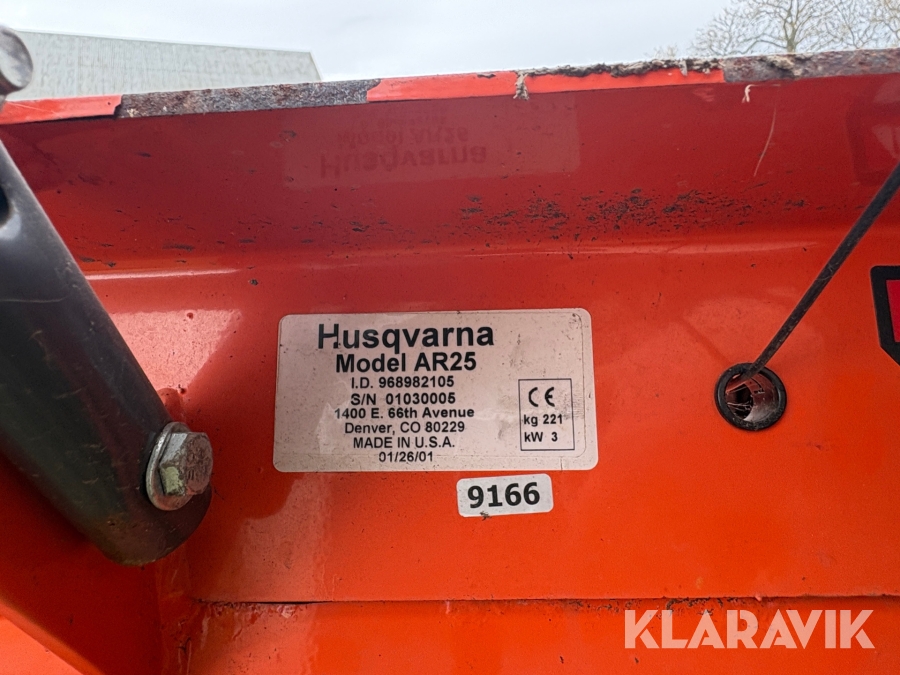 Husqvarna
Model AR25
I.D. 968982105
S/N 01030005
1400 E. 66th Avenue
Denver, CO 80229
MADE IN U.S.A.
01/26/01
CE
kg 221
kW 3
9166
KLARAVIK